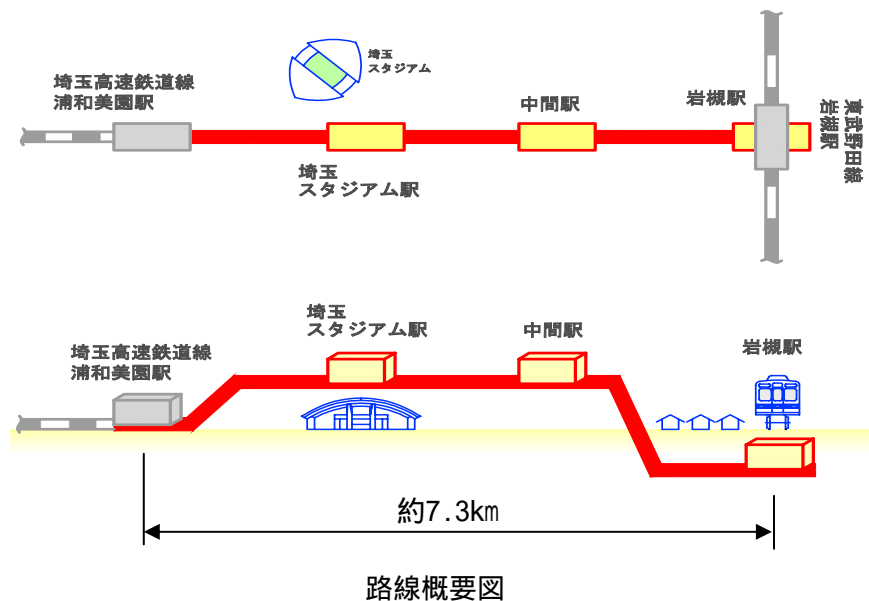 埼玉
スタジアム
埼玉高速鉄道線
浦和美園駅
中間駅
岩槻駅
東武野田線
岩槻駅
埼玉
スタジアム駅
埼玉
スタジアム駅
中間駅
埼玉高速鉄道線
浦和美園駅
岩槻駅
約7.3km
路線概要図